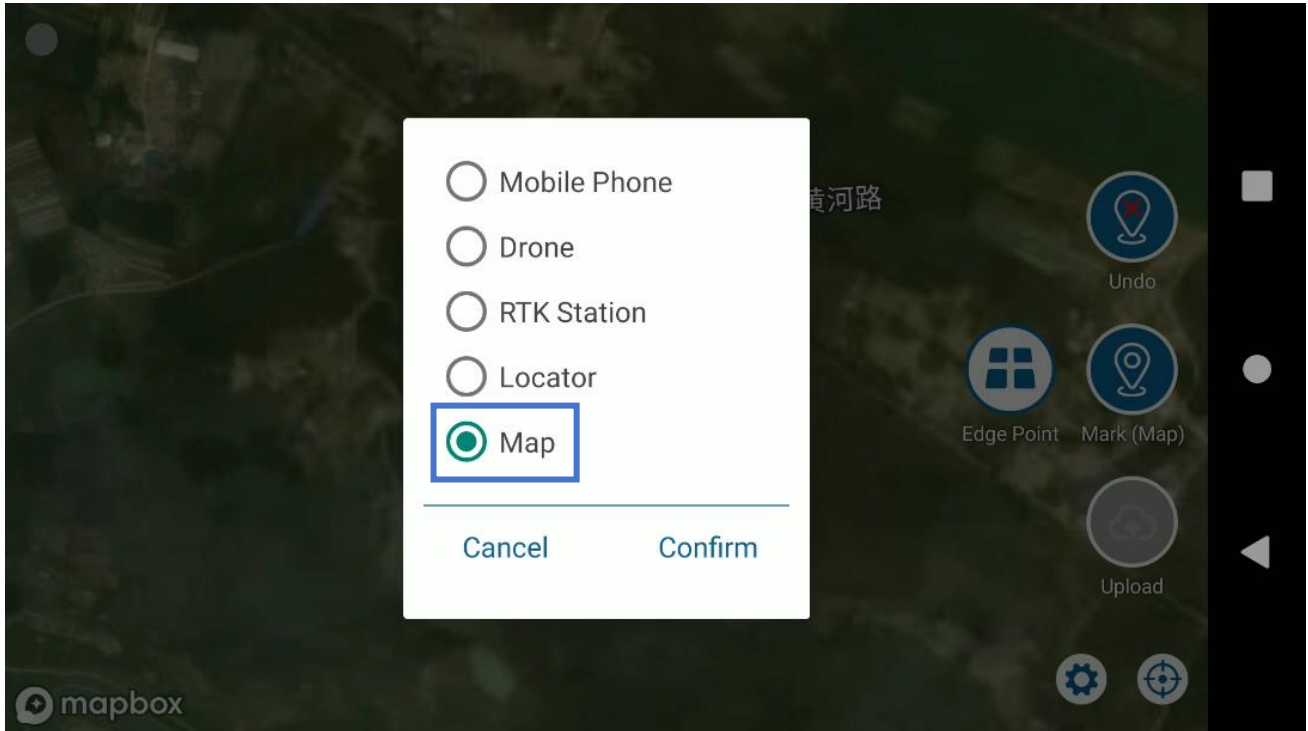 Mobile Phone
黄河路
Drone
Undo
RTK Station
Locator
Edge Point
Mark (Map)
Map
Cancel
Confirm
Upload
mapbox